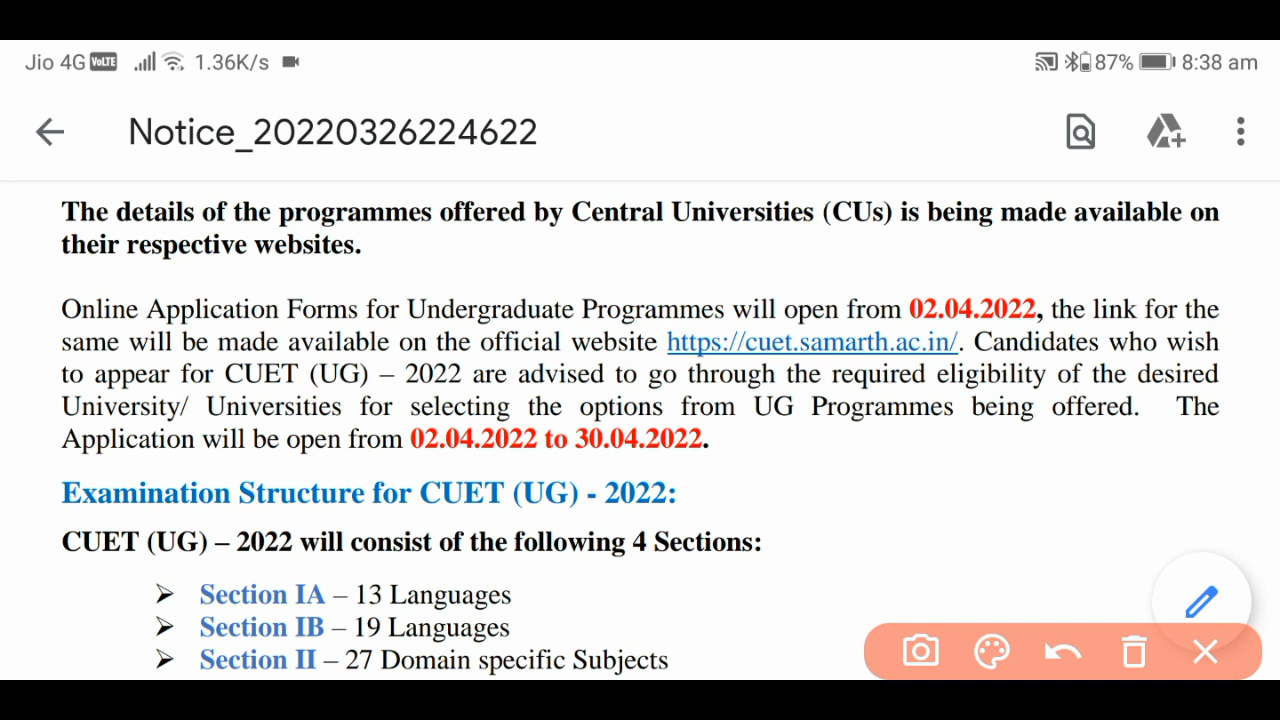 Jio 4G VoLTE 1.36K/s 87% 8:38 am
Notice_20220326224622
The details of the programmes offered by Central Universities (CUs) is being made available on
their respective websites.
Online Application Forms for Undergraduate Programmes will open from 02.04.2022, the link for the
same will be made available on the official website https://cuet.samarth.ac.in/. Candidates who wish
to appear for CUET (UG) – 2022 are advised to go through the required eligibility of the desired
University/ Universities for selecting the options from UG Programmes being offered. The
Application will be open from 02.04.2022 to 30.04.2022.
Examination Structure for CUET (UG) - 2022:
CUET (UG) – 2022 will consist of the following 4 Sections:
➢ Section IA – 13 Languages
➢ Section IB – 19 Languages
➢ Section II – 27 Domain specific Subjects